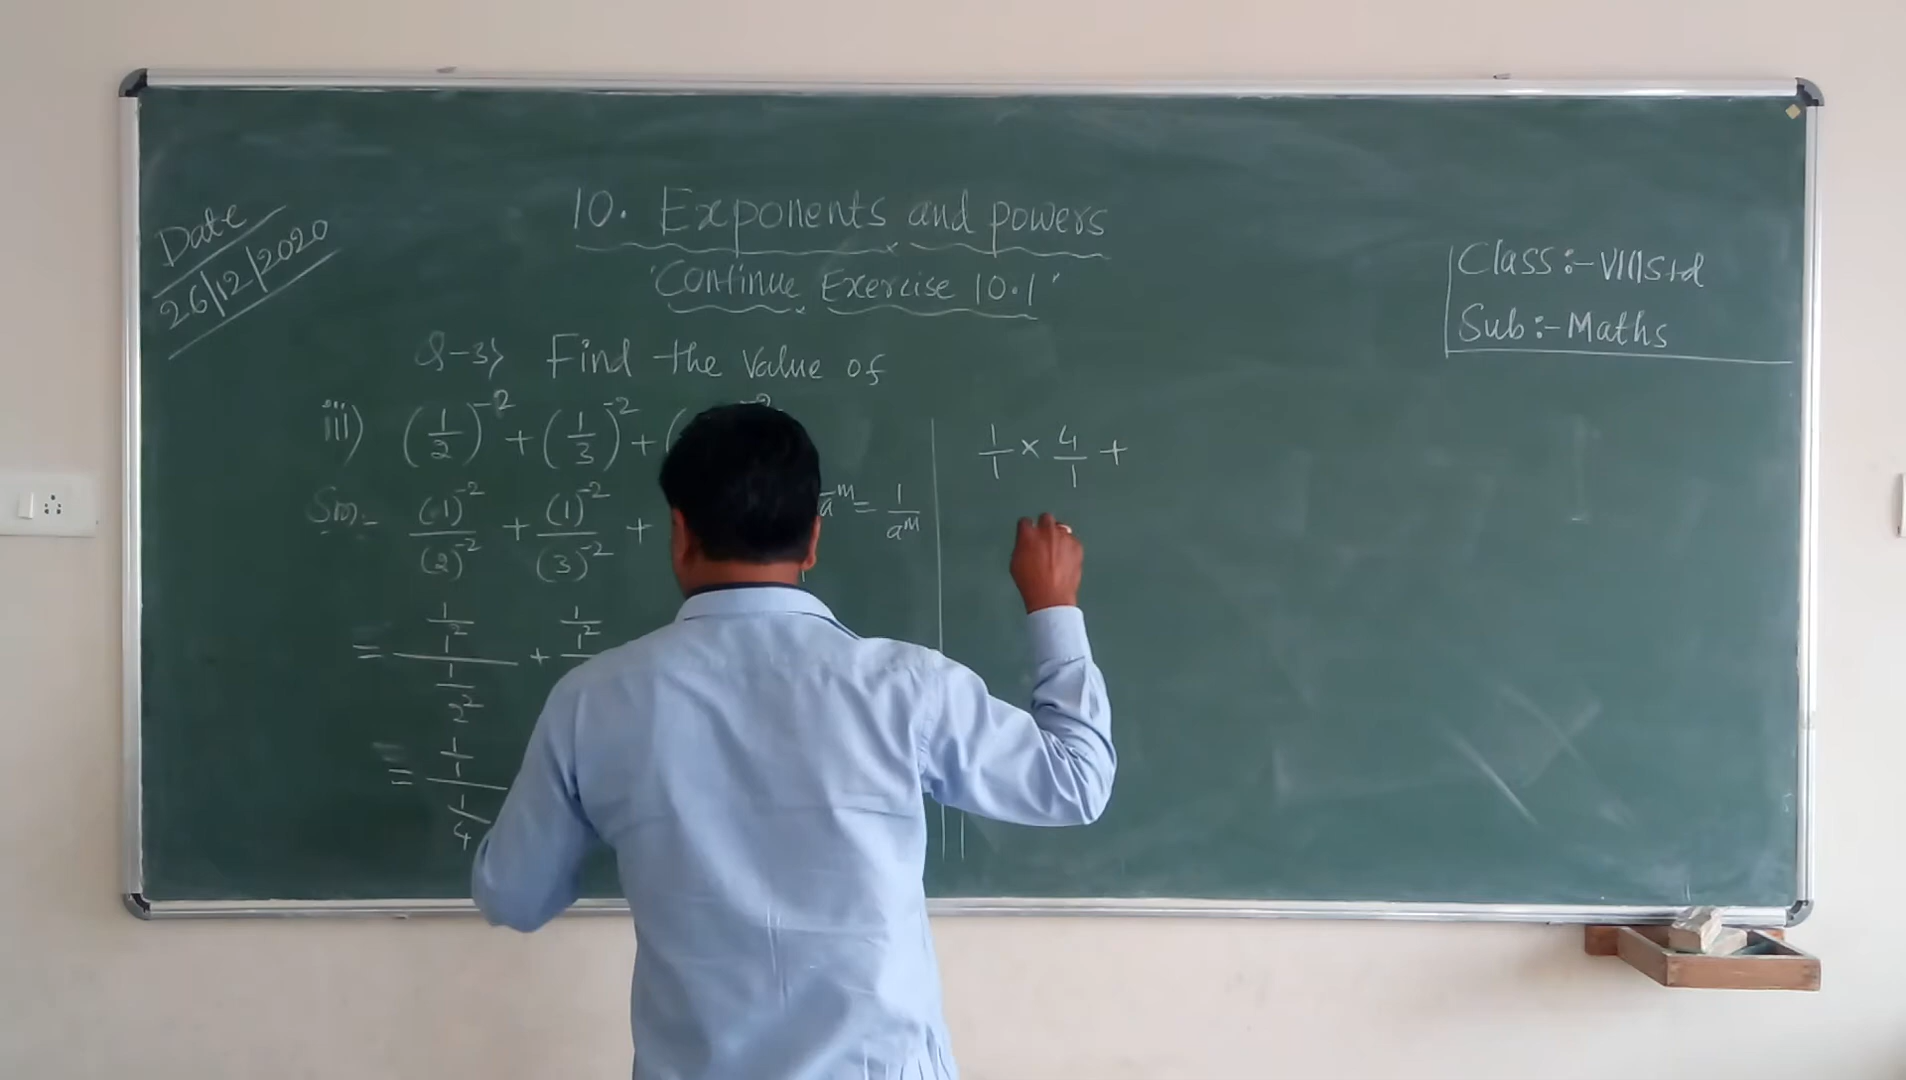 Date
26/12/2020
10. Exponents and powers
'Continue Exercise 10.1'
Class :- VIII Std
Sub :- Maths
Q-3) Find the value of
iii) (1/2)^-2 + (1/3)^-2 + (
Son:- (1)^-2/(2)^-2 + (1)^-2/(3)^-2 +
a^-m = 1/a^m
= (1/1^2)/(1/2^2) + 1/1^2
= (1/1)/(1/4)
1/1 × 4/1 +